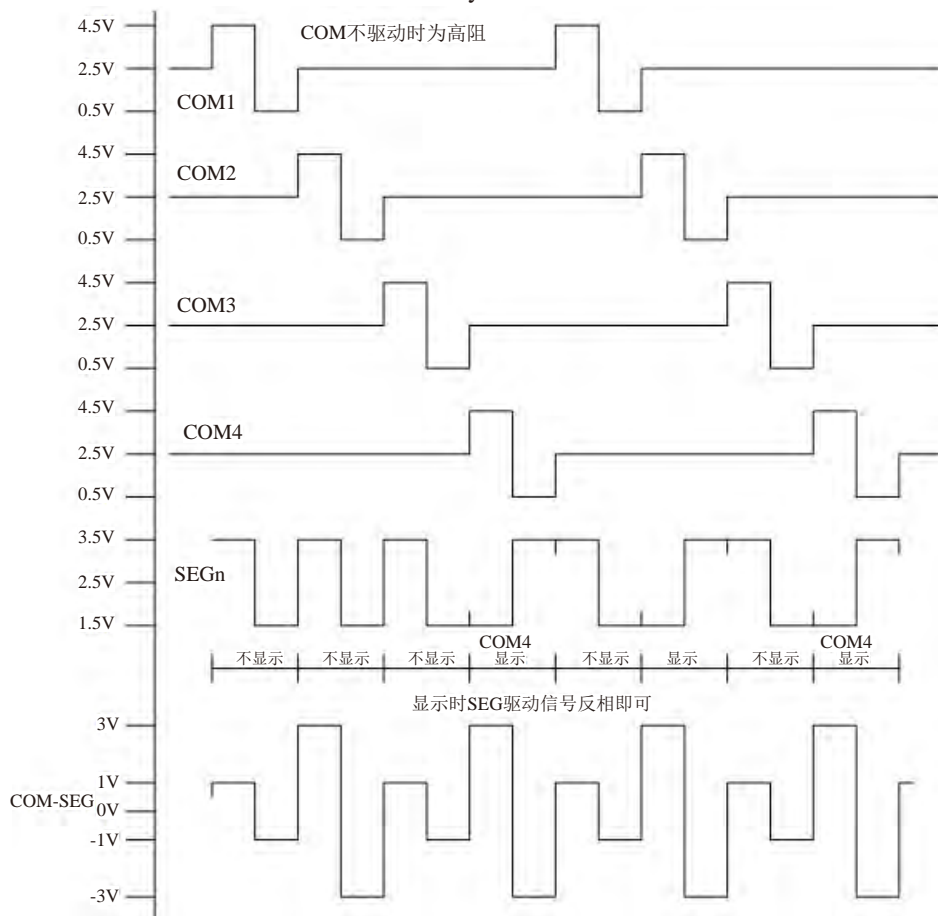 y
4.5V
COM不驱动时为高阻
2.5V
COM1
0.5V
4.5V
COM2
2.5V
0.5V
4.5V
COM3
2.5V
0.5V
4.5V
COM4
2.5V
0.5V
3.5V
SEGn
2.5V
1.5V
COM4 COM4
不显示 不显示 不显示 显示 不显示 显示 不显示 显示
显示时SEG驱动信号反相即可
3V
1V
COM-SEG 0V
-1V
-3V